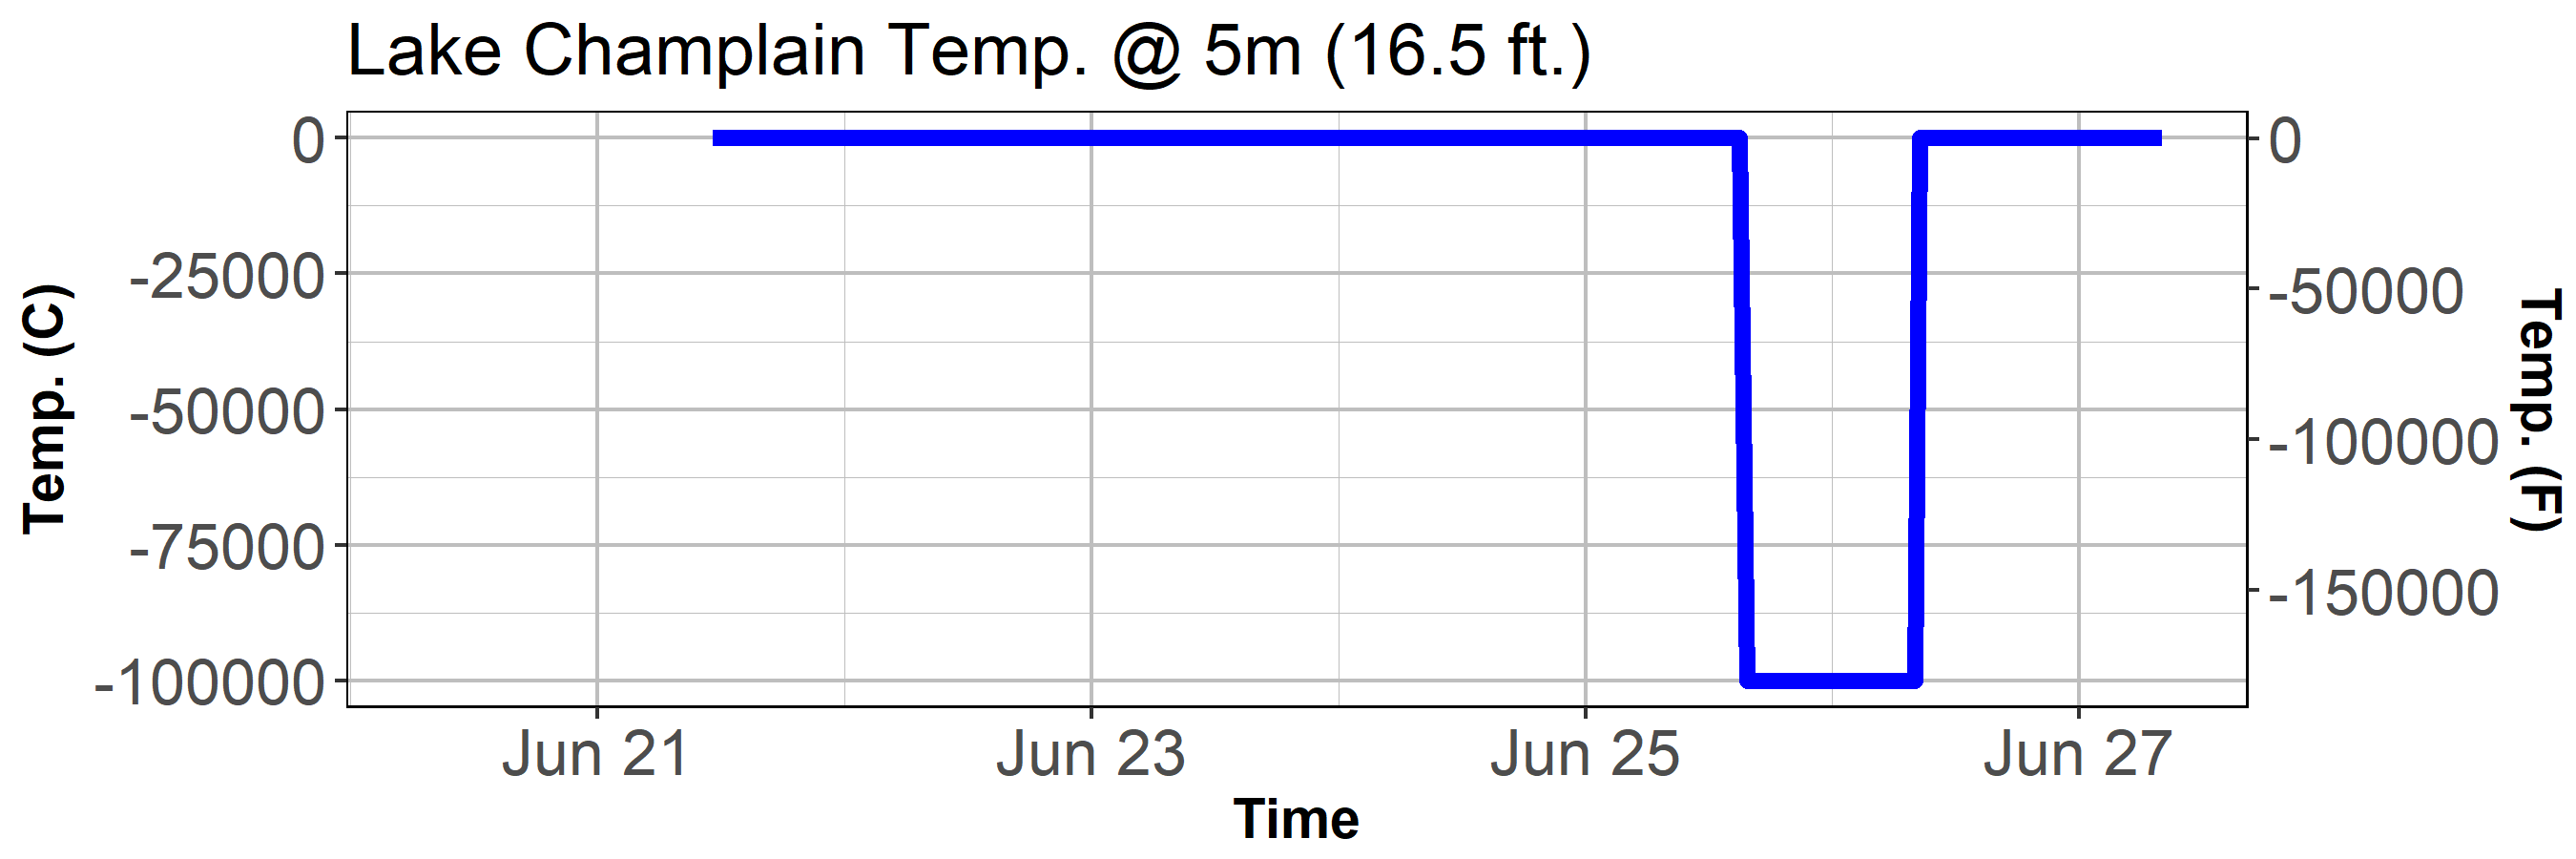 Lake Champlain Temp. @ 5m (16.5 ft.)
Temp. (C)
0
-25000
-50000
-75000
-100000
0
-50000
-100000
-150000
Temp. (F)
Jun 21
Jun 23
Jun 25
Jun 27
Time